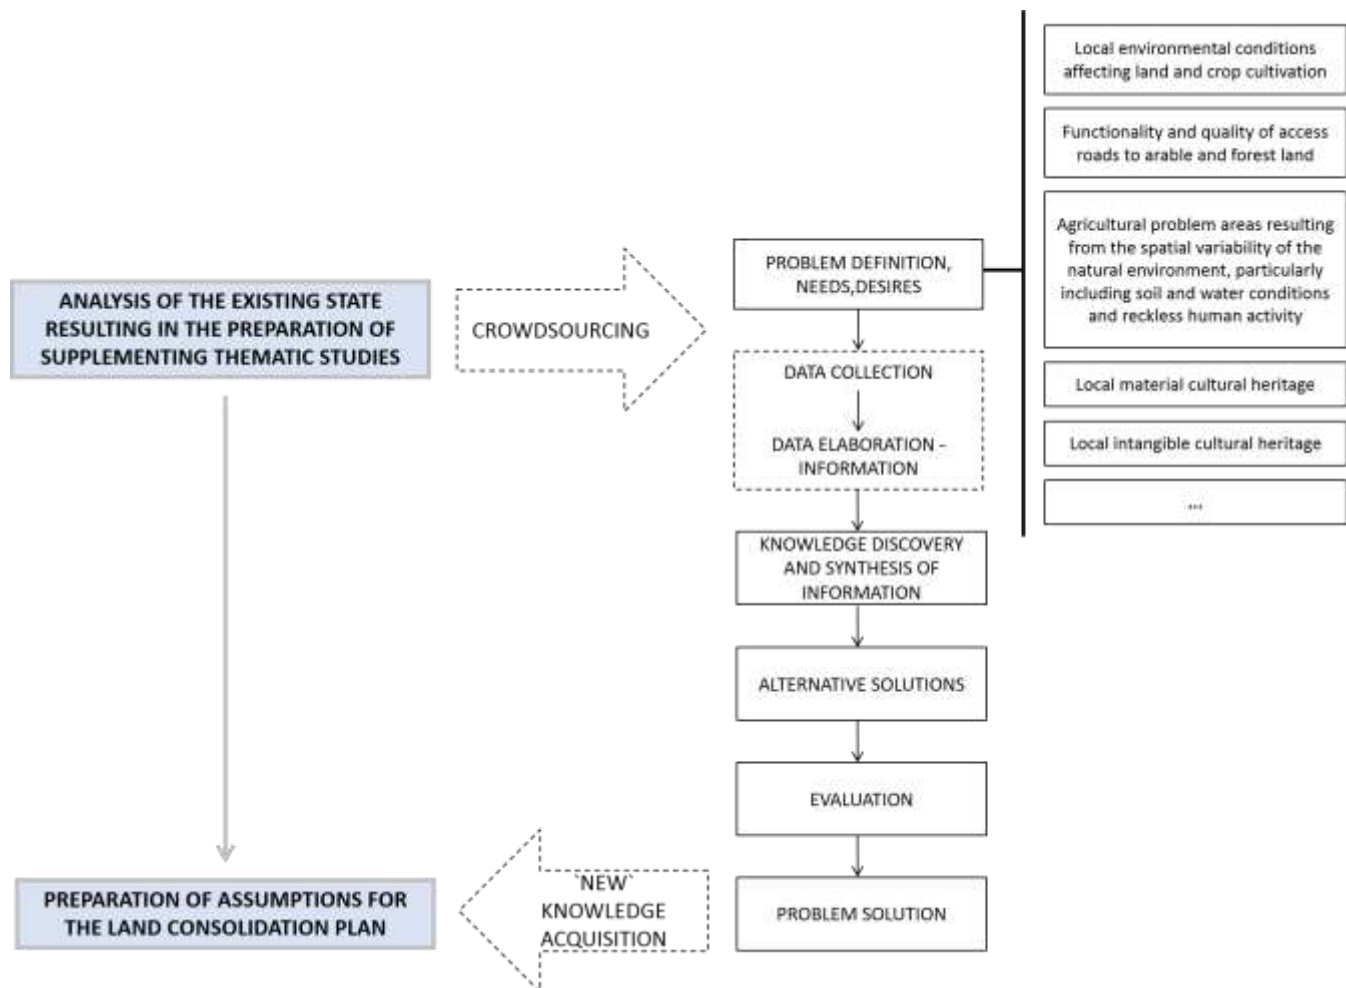 ANALYSIS OF THE EXISTING STATE
RESULTING IN THE PREPARATION OF
SUPPLEMENTING THEMATIC STUDIES
CROWDSOURCING
PROBLEM DEFINITION,
NEEDS,DESIRES
DATA COLLECTION
DATA ELABORATION -
INFORMATION
KNOWLEDGE DISCOVERY
AND SYNTHESIS OF
INFORMATION
ALTERNATIVE SOLUTIONS
EVALUATION
PROBLEM SOLUTION
`NEW`
KNOWLEDGE
ACQUISITION
PREPARATION OF ASSUMPTIONS FOR
THE LAND CONSOLIDATION PLAN
Local environmental conditions
affecting land and crop cultivation
Functionality and quality of access
roads to arable and forest land
Agricultural problem areas resulting
from the spatial variability of the
natural environment, particularly
including soil and water conditions
and reckless human activity
Local material cultural heritage
Local intangible cultural heritage
...